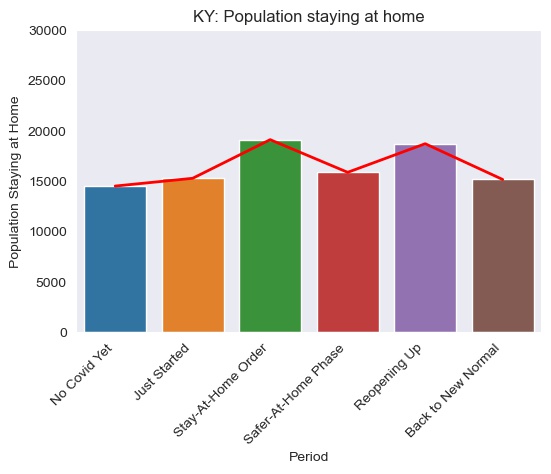 KY: Population staying at home
30000
25000
20000
15000
10000
5000
0
Population Staying at Home
No Covid Yet
Just Started
Stay-At-Home Order
Safer-At-Home Phase
Reopening Up
Back to New Normal
Period